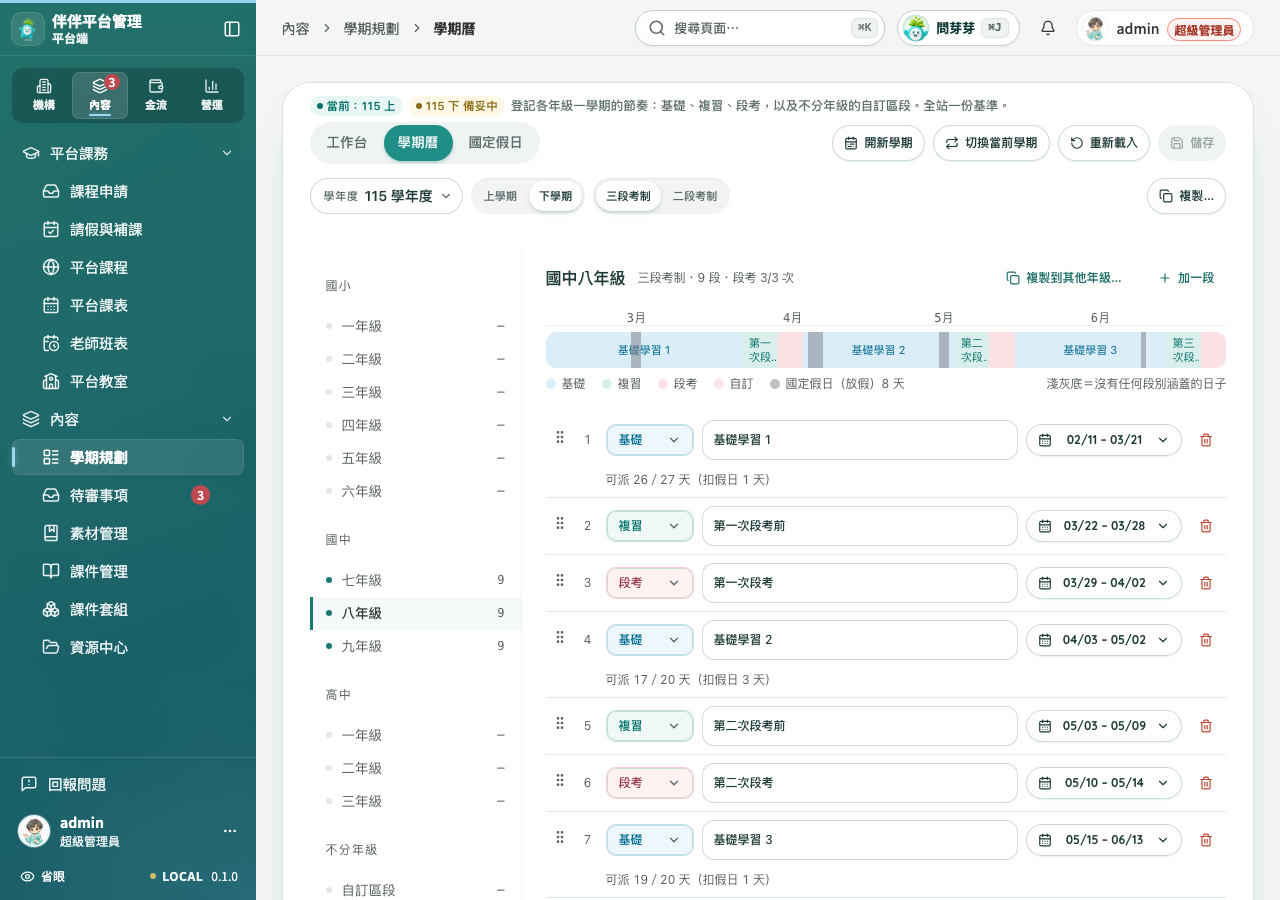 伴伴平台管理
平台端
機構
內容
3
金流
營運
平台課務
課程申請
請假與補課
平台課程
平台課表
老師班表
平台教室
內容
學期規劃
待審事項
3
素材管理
課件管理
課件套組
資源中心
回報問題
admin
超級管理員
省眼
LOCAL 0.1.0
內容 > 學期規劃 > 學期曆
搜尋頁面…
⌘K
問芽芽
⌘J
admin
超級管理員
當前：115 上
115 下 備妥中
登記各年級一學期的節奏：基礎、複習、段考，以及不分年級的自訂區段。全站一份基準。
工作台
學期曆
國定假日
開新學期
切換當前學期
重新載入
儲存
學年度 115 學年度
上學期
下學期
三段考制
二段考制
複製...
國小
一年級 –
二年級 –
三年級 –
四年級 –
五年級 –
六年級 –
國中
七年級 9
八年級 9
九年級 9
高中
一年級 –
二年級 –
三年級 –
不分年級
自訂區段 –
國中八年級
三段考制 · 9 段 · 段考 3/3 次
複製到其他年級...
加一段
3月
4月
5月
6月
基礎學習 1
第一次段..
基礎學習 2
第二次段..
基礎學習 3
第三次段..
基礎
複習
段考
自訂
國定假日（放假）8 天
淺灰底＝沒有任何段別涵蓋的日子
1 基礎 基礎學習 1 02/11 – 03/21
可派 26 / 27 天（扣假日 1 天）
2 複習 第一次段考前 03/22 – 03/28
3 段考 第一次段考 03/29 – 04/02
4 基礎 基礎學習 2 04/03 – 05/02
可派 17 / 20 天（扣假日 3 天）
5 複習 第二次段考前 05/03 – 05/09
6 段考 第二次段考 05/10 – 05/14
7 基礎 基礎學習 3 05/15 – 06/13
可派 19 / 20 天（扣假日 1 天）